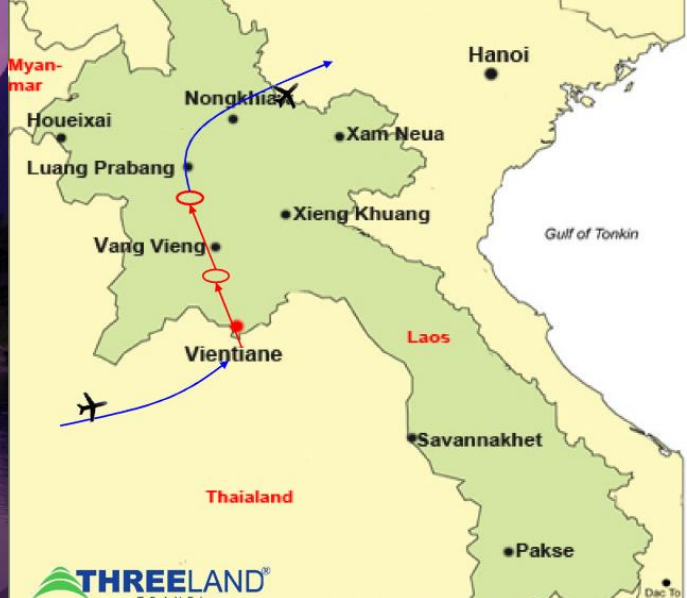 Hanoi
Myan-
mar
Nongkhiaw
Houeixai
Xam Neua
Luang Prabang
Xieng Khuang
Gulf of Tonkin
Vang Vieng
Laos
Vientiane
Savannakhet
Thaialand
Pakse
THREELAND®
Dac To